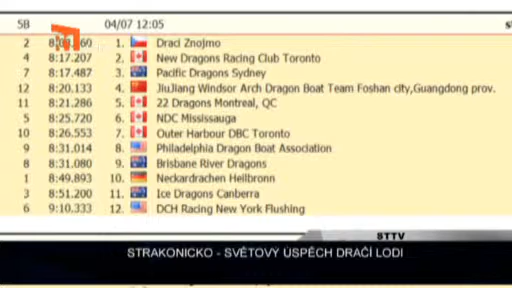 5B 04/07 12:05
2 1. Draci Znojmo
4 8:17.207 2. New Dragons Racing Club Toronto
7 8:17.487 3. Pacific Dragons Sydney
12 8:20.133 4. JiuJiang Windsor Arch Dragon Boat Team Foshan city,Guangdong prov.
11 8:21.286 5. 22 Dragons Montreal, QC
5 8:25.720 6. NDC Mississauga
10 8:26.553 7. Outer Harbour DBC Toronto
9 8:31.014 8. Philadelphia Dragon Boat Association
8 8:31.080 9. Brisbane River Dragons
1 8:49.893 10. Neckardrachen Heilbronn
3 8:51.200 11. Ice Dragons Canberra
6 9:10.333 12. DCH Racing New York Flushing
STTV
STRAKONICKO - SVĚTOVÝ ÚSPĚCH DRAČÍ LODI